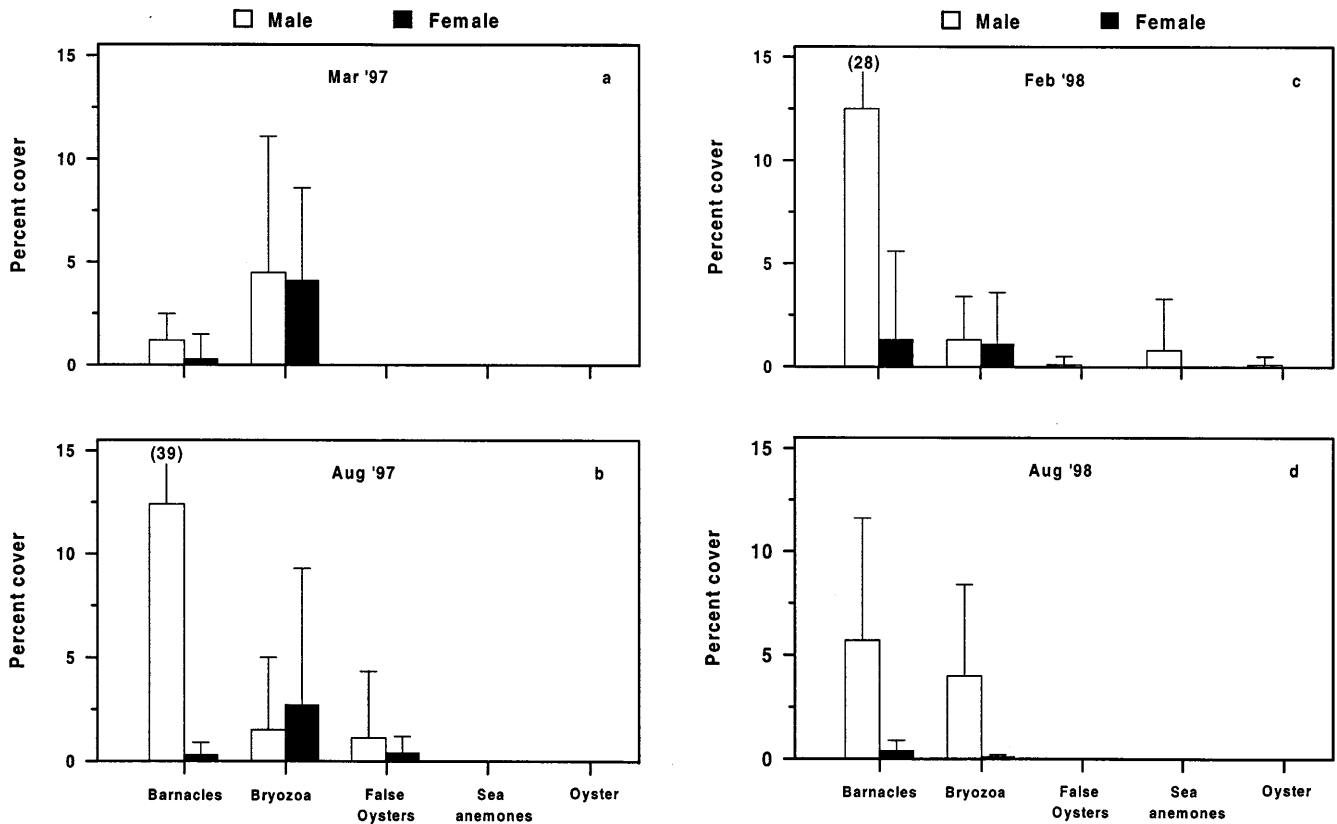 Male Female
Male Female
15
10
5
0
Percent cover
Mar '97
a
15
10
5
0
Percent cover
(28)
Feb '98
c
15
10
5
0
Percent cover
(39)
Aug '97
b
Barnacles Bryozoa False Oysters Sea anemones Oyster
15
10
5
0
Percent cover
Aug '98
d
Barnacles Bryozoa False Oysters Sea anemones Oyster